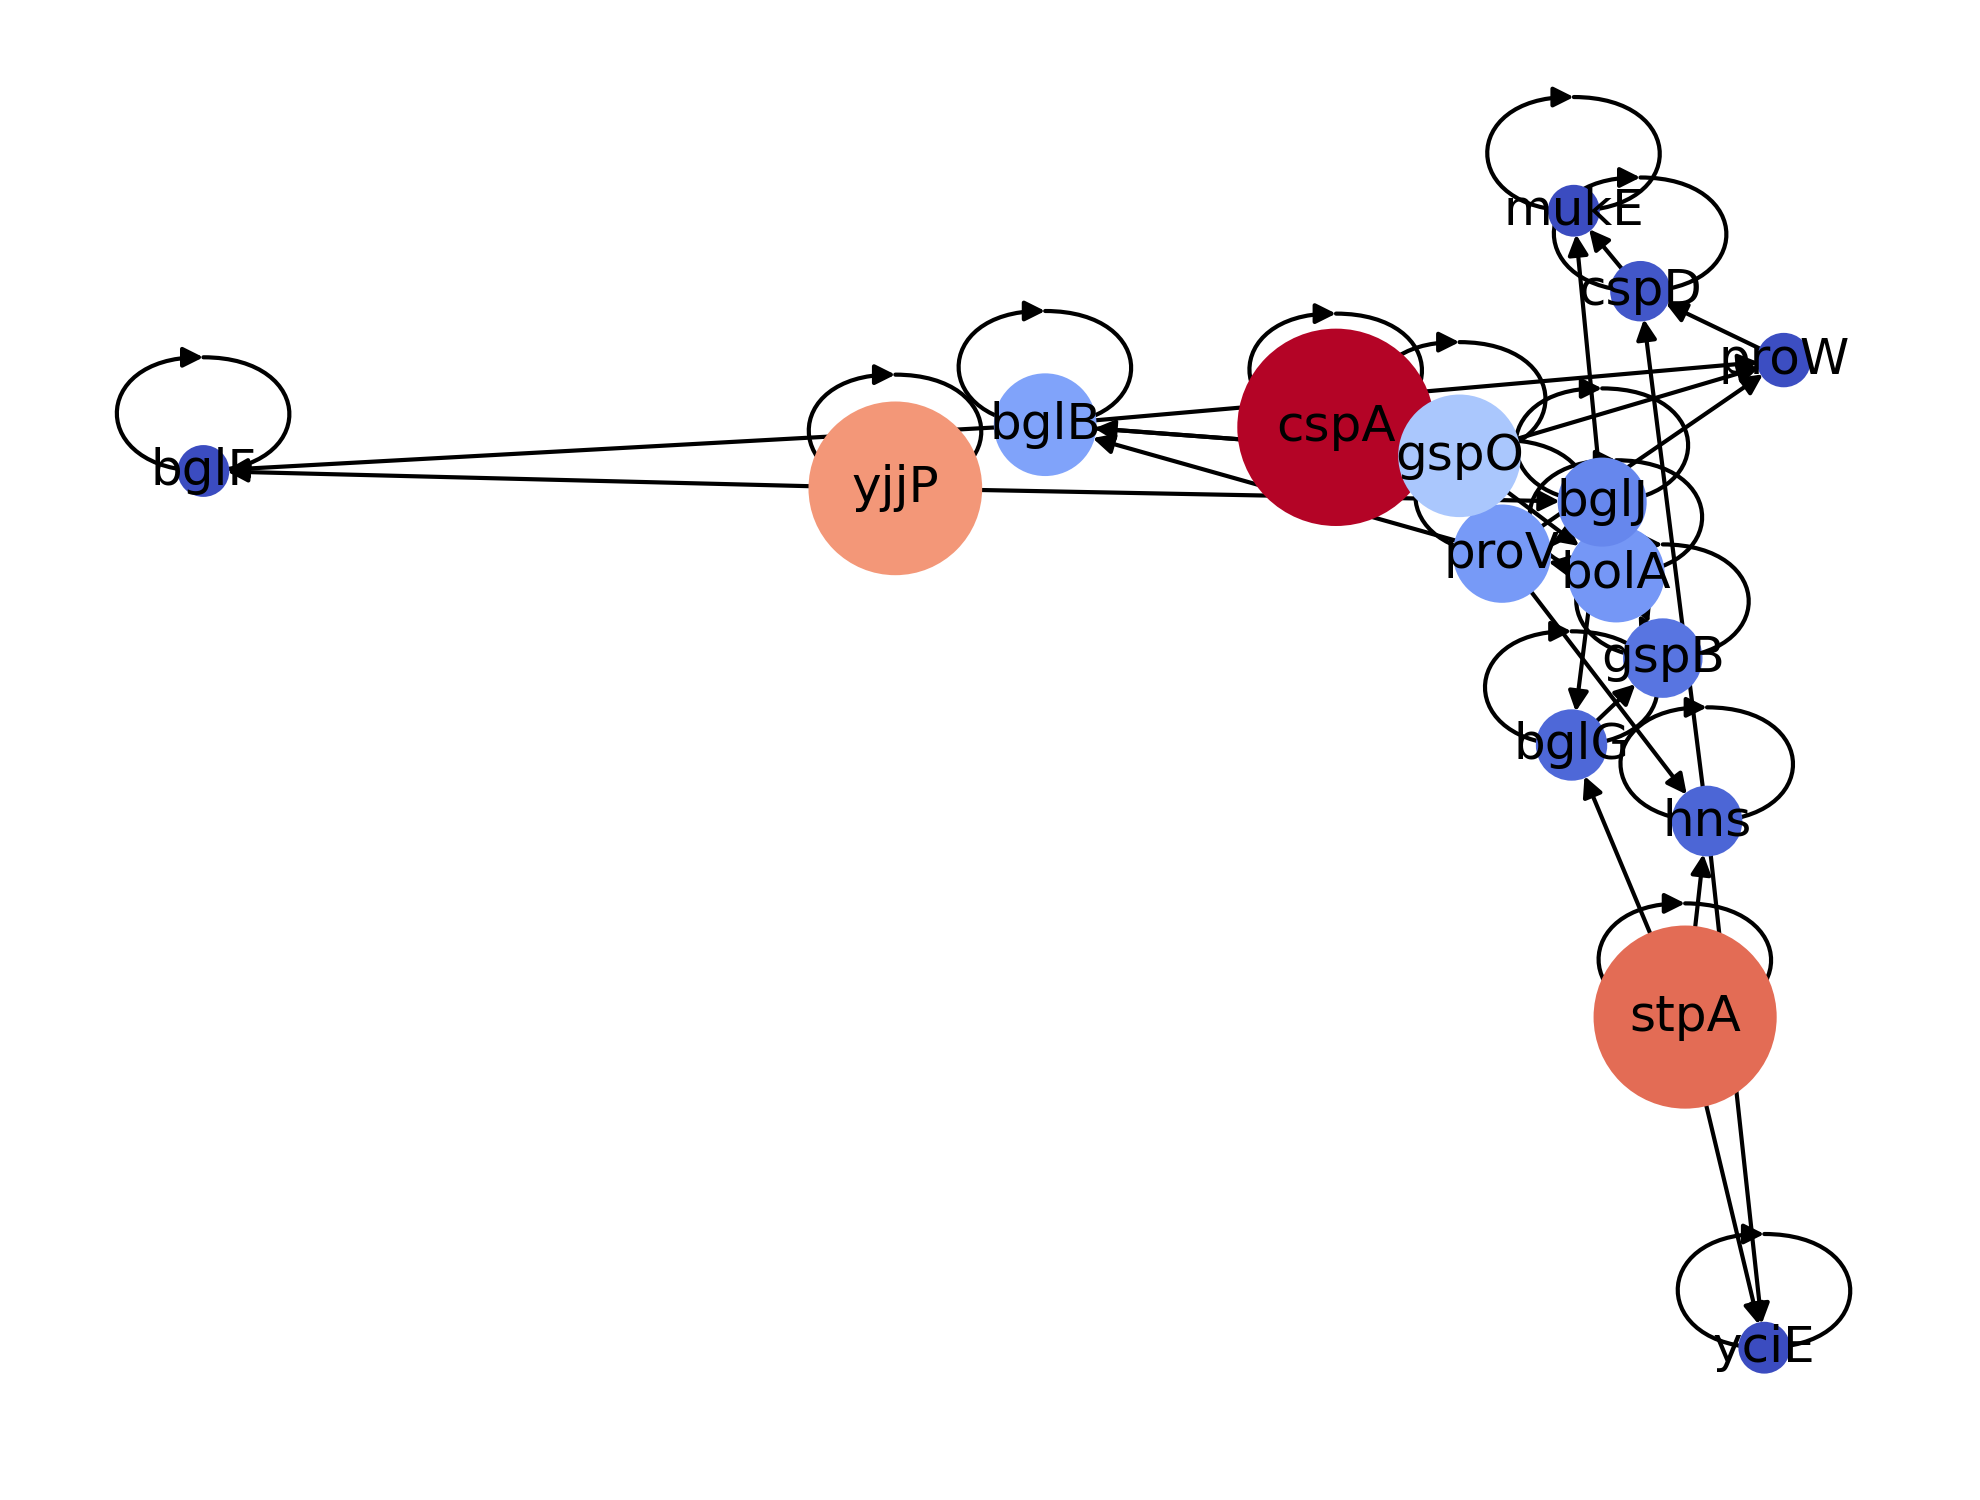 mukE
cspD
proW
bglB
cspA
gspO
bglF
yjjP
bglJ
proV
bolA
gspB
bglG
hns
stpA
yciE